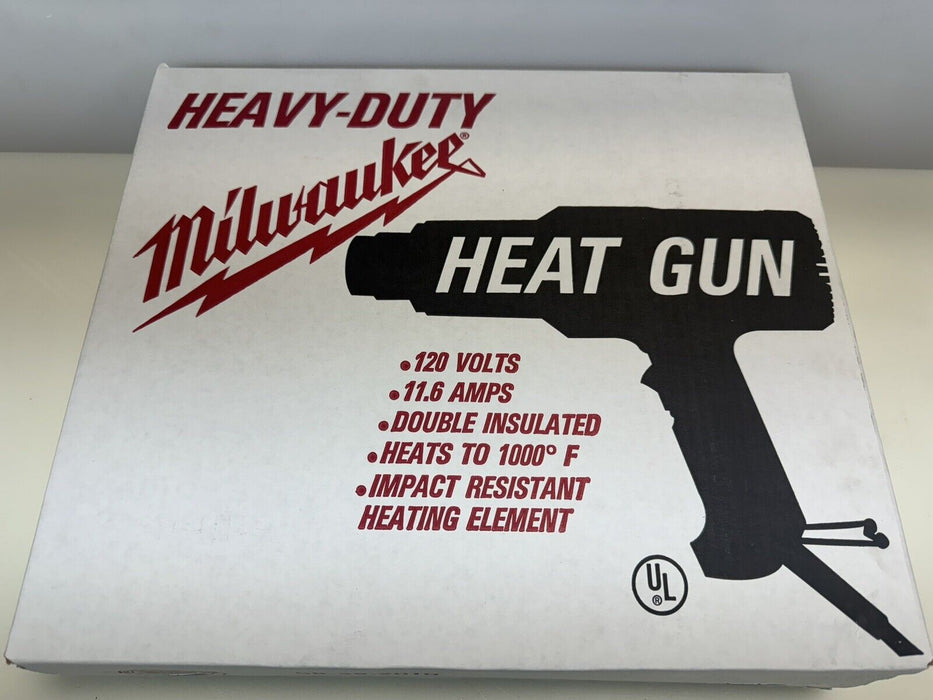 HEAVY-DUTY
Milwaukee®
HEAT GUN
•120 VOLTS
•11.6 AMPS
•DOUBLE INSULATED
•HEATS TO 1000° F
•IMPACT RESISTANT
HEATING ELEMENT
UL
®